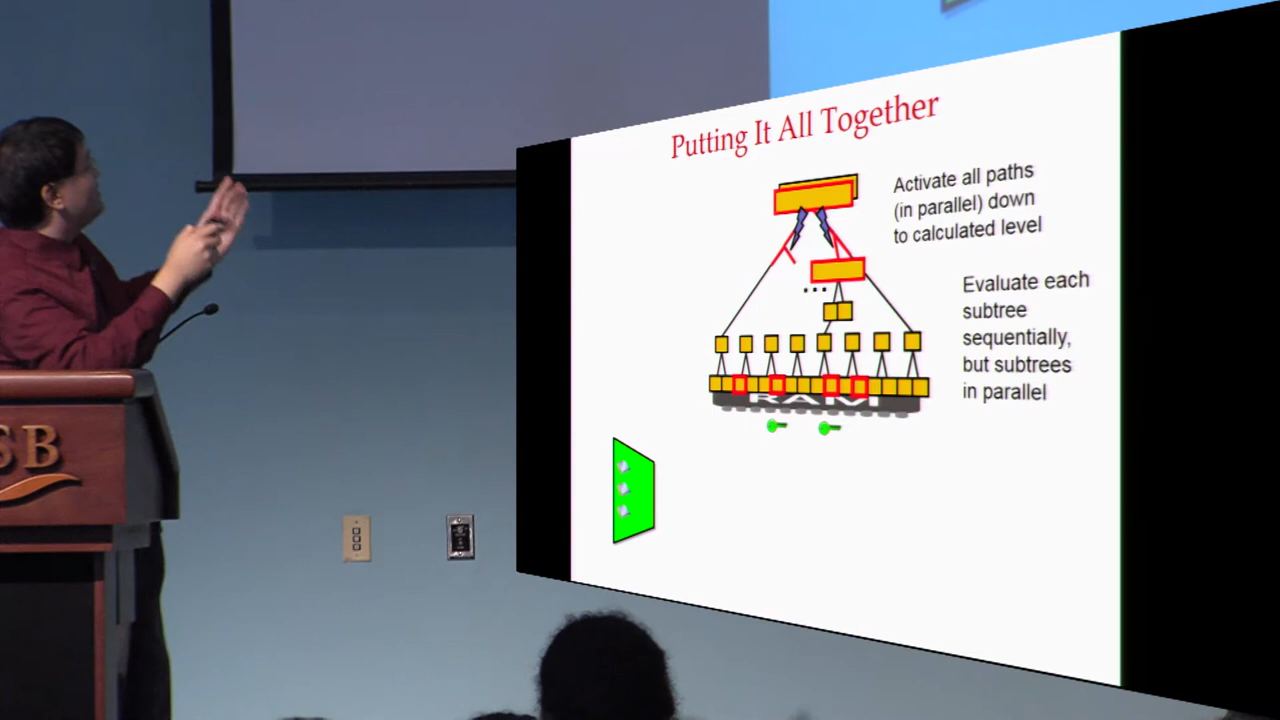 Putting It All Together
Activate all paths
(in parallel) down
to calculated level
...
Evaluate each
subtree
sequentially,
but subtrees
in parallel
RAM
SB